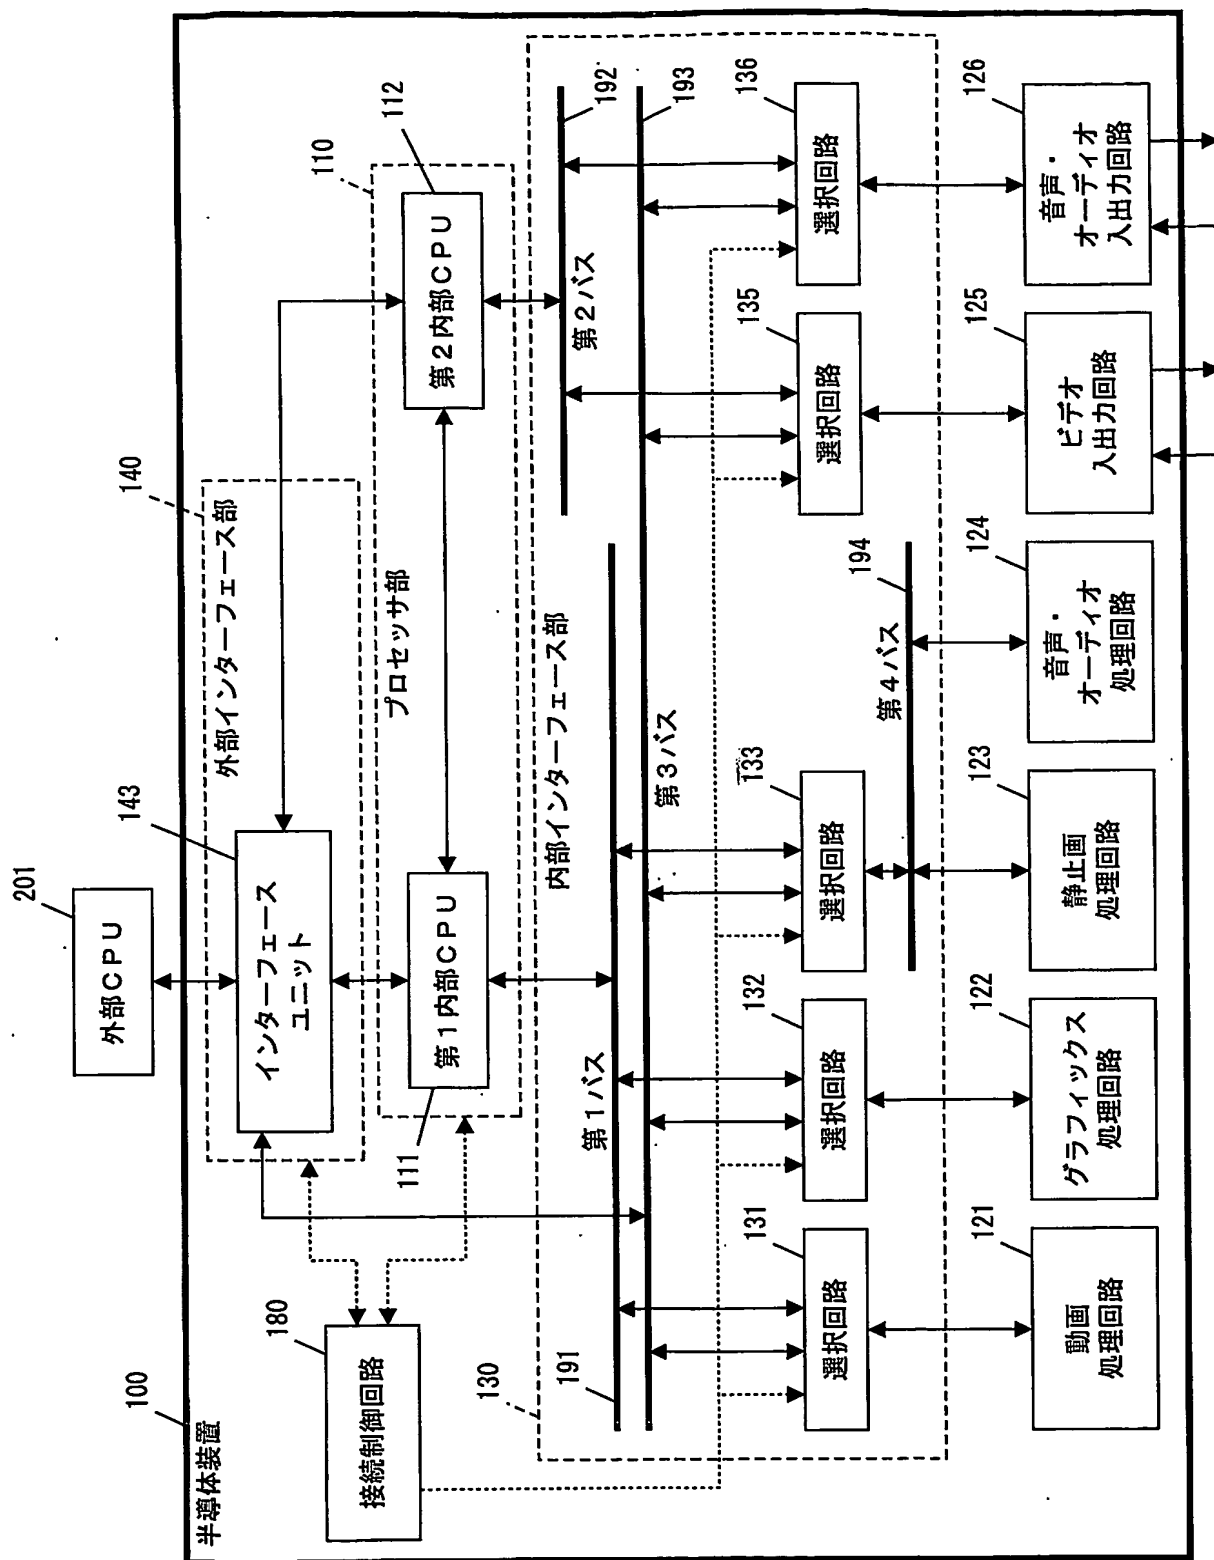 半導体装置
100
201
外部CPU
140
外部インターフェース部
143
インターフェース
ユニット
180
接続制御回路
110
プロセッサ部
111
第1内部CPU
112
第2内部CPU
130
内部インターフェース部
第1バス
191
第2バス
192
第3バス
193
131
選択回路
132
選択回路
133
選択回路
135
選択回路
136
選択回路
第4バス
194
121
動画
処理回路
122
グラフィックス
処理回路
123
静止画
処理回路
124
音声・
オーディオ
処理回路
125
ビデオ
入出力回路
126
音声・
オーディオ
入出力回路